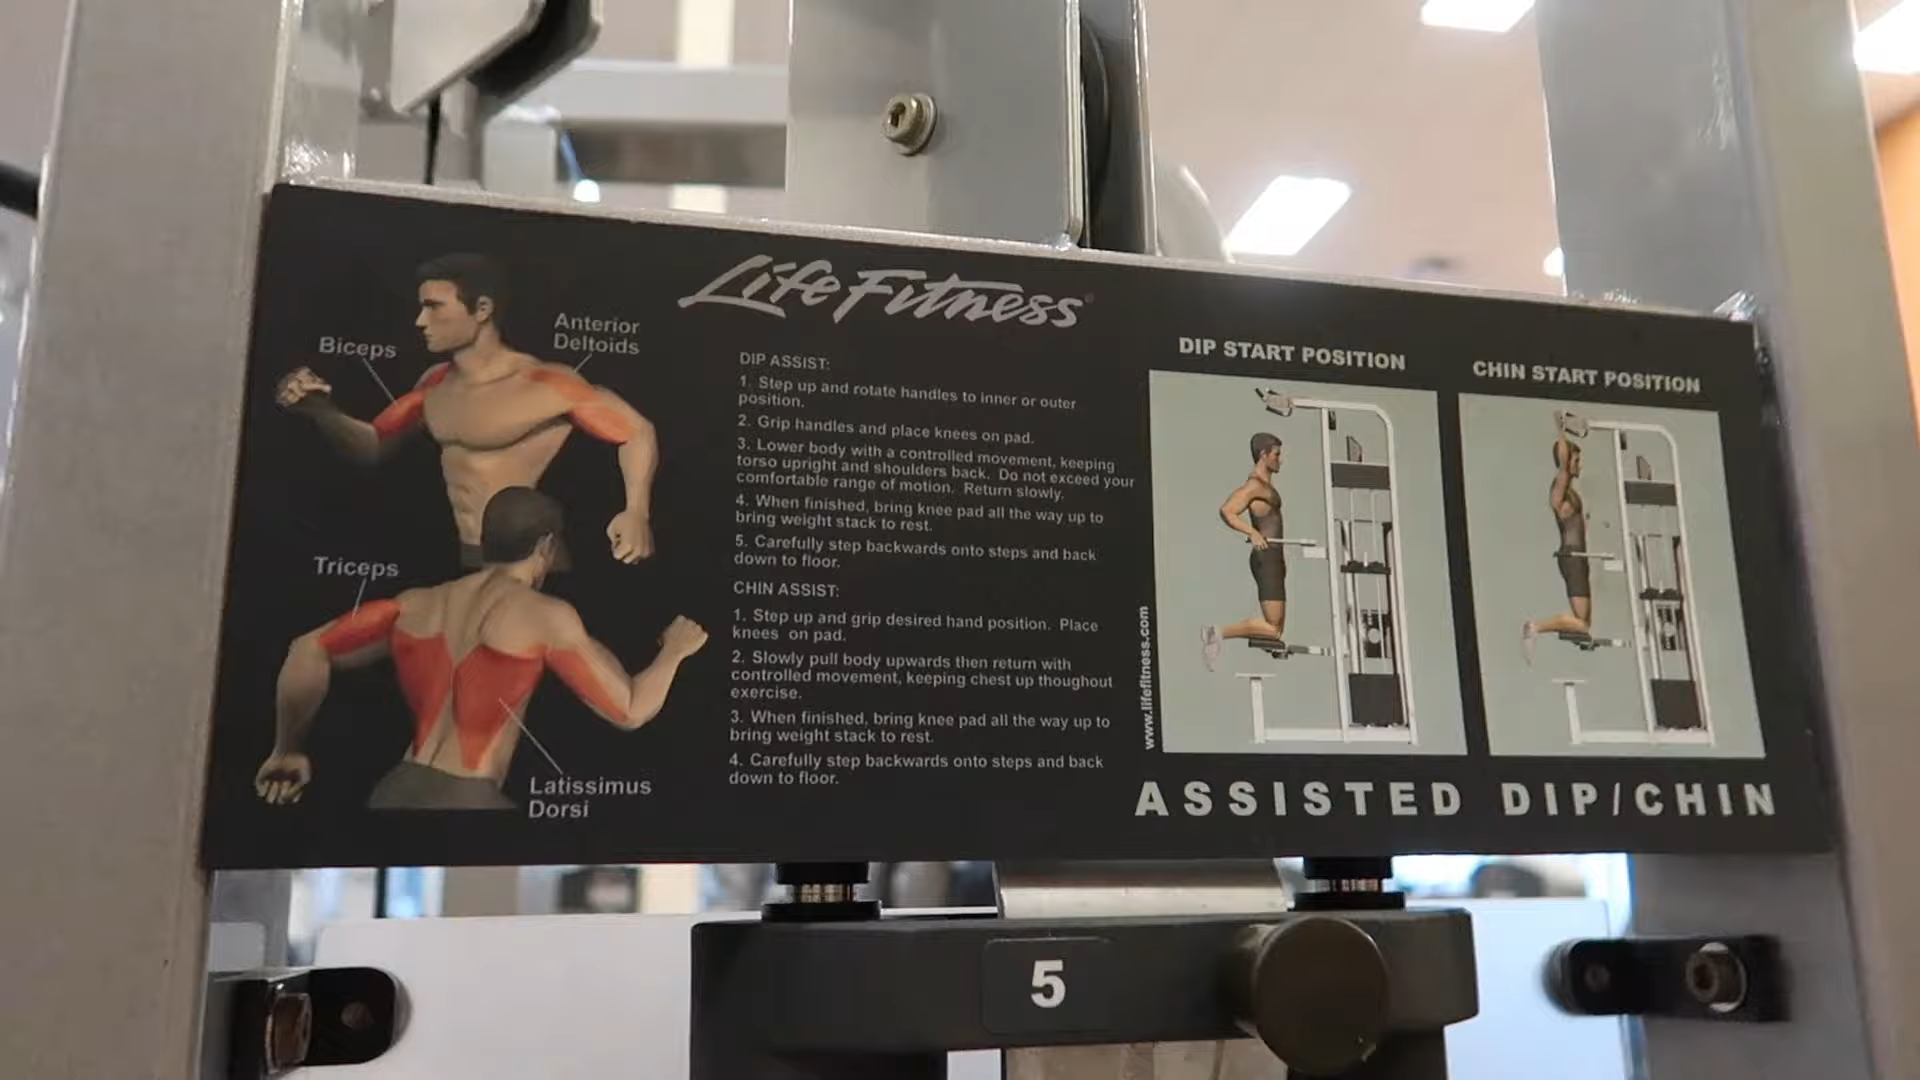 Life Fitness
Biceps
Anterior
Deltoids
Triceps
Latissimus
Dorsi
DIP ASSIST:
1. Step up and rotate handles to inner or outer
position.
2. Grip handles and place knees on pad.
3. Lower body with a controlled movement, keeping
torso upright and shoulders back. Do not exceed your
comfortable range of motion. Return slowly.
4. When finished, bring knee pad all the way up to
bring weight stack to rest.
5. Carefully step backwards onto steps and back
down to floor.
CHIN ASSIST:
1. Step up and grip desired hand position. Place
knees on pad.
2. Slowly pull body upwards then return with
controlled movement, keeping chest up thoughout
exercise.
3. When finished, bring knee pad all the way up to
bring weight stack to rest.
4. Carefully step backwards onto steps and back
down to floor.
www.lifefitness.com
DIP START POSITION
CHIN START POSITION
ASSISTED DIP/CHIN
5